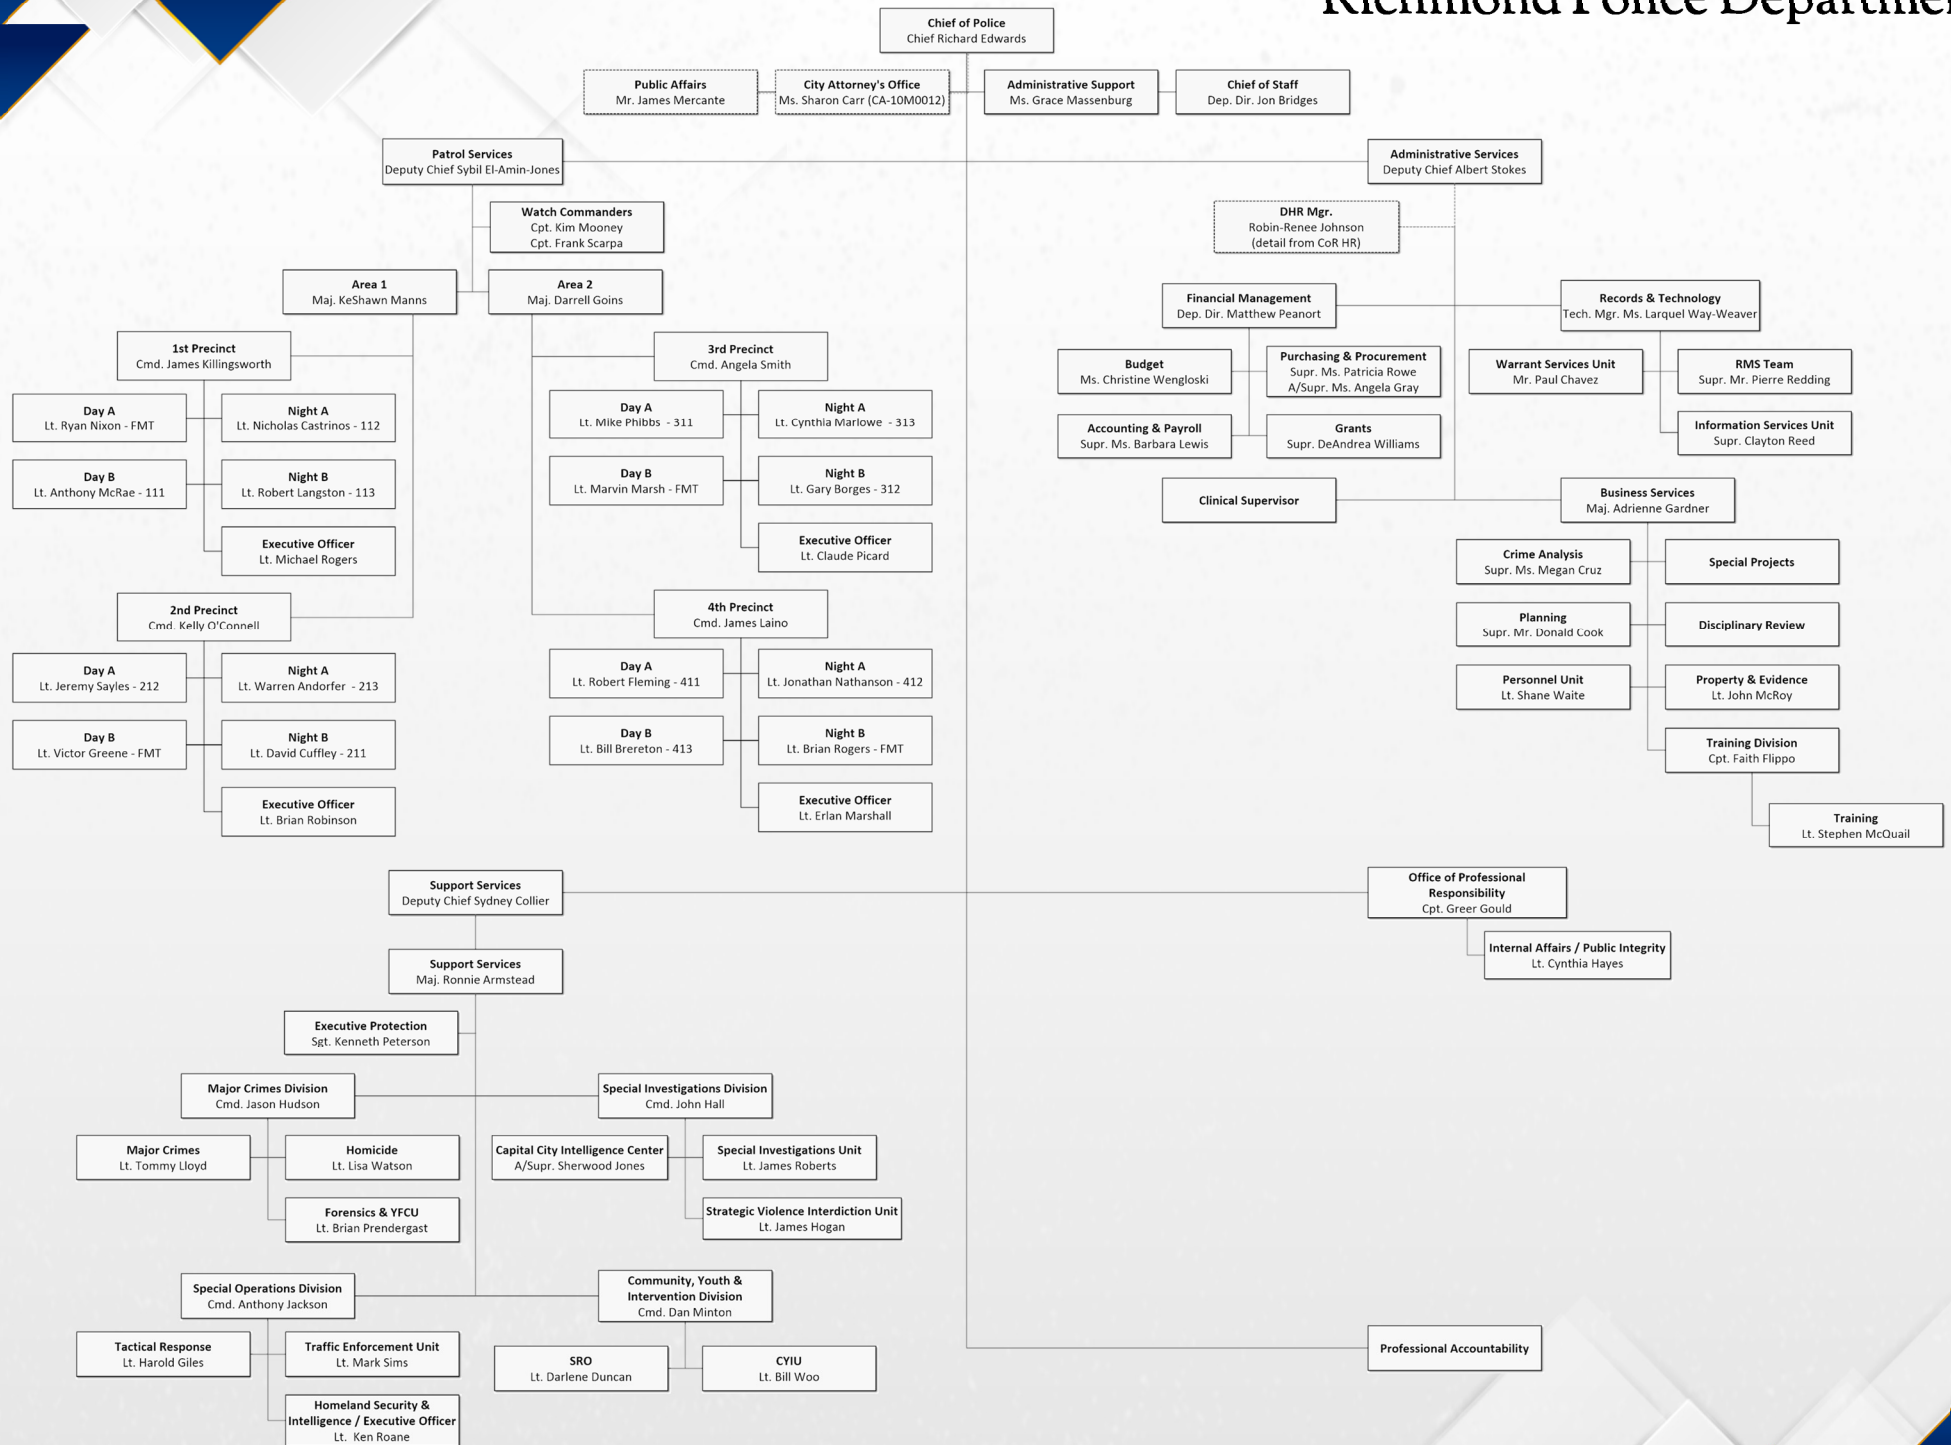 Richmond Police Departmen
Chief of Police
Chief Richard Edwards
Public Affairs
Mr. James Mercante
City Attorney's Office
Ms. Sharon Carr (CA-10M0012)
Administrative Support
Ms. Grace Massenburg
Chief of Staff
Dep. Dir. Jon Bridges
Patrol Services
Deputy Chief Sybil El-Amin-Jones
Administrative Services
Deputy Chief Albert Stokes
Watch Commanders
Cpt. Kim Mooney
Cpt. Frank Scarpa
DHR Mgr.
Robin-Renee Johnson
(detail from CoR HR)
Area 1
Maj. KeShawn Manns
Area 2
Maj. Darrell Goins
Financial Management
Dep. Dir. Matthew Peanort
Records & Technology
Tech. Mgr. Ms. Larquel Way-Weaver
1st Precinct
Cmd. James Killingsworth
3rd Precinct
Cmd. Angela Smith
Budget
Ms. Christine Wengloski
Purchasing & Procurement
Supr. Ms. Patricia Rowe
A/Supr. Ms. Angela Gray
Warrant Services Unit
Mr. Paul Chavez
RMS Team
Supr. Mr. Pierre Redding
Day A
Lt. Ryan Nixon - FMT
Night A
Lt. Nicholas Castrinos - 112
Day A
Lt. Mike Phibbs - 311
Night A
Lt. Cynthia Marlowe - 313
Accounting & Payroll
Supr. Ms. Barbara Lewis
Grants
Supr. DeAndrea Williams
Information Services Unit
Supr. Clayton Reed
Day B
Lt. Anthony McRae - 111
Night B
Lt. Robert Langston - 113
Day B
Lt. Marvin Marsh - FMT
Night B
Lt. Gary Borges - 312
Clinical Supervisor
Business Services
Maj. Adrienne Gardner
Executive Officer
Lt. Michael Rogers
Executive Officer
Lt. Claude Picard
Crime Analysis
Supr. Ms. Megan Cruz
Special Projects
2nd Precinct
Cmd. Kelly O'Connell
4th Precinct
Cmd. James Laino
Planning
Supr. Mr. Donald Cook
Disciplinary Review
Day A
Lt. Jeremy Sayles - 212
Night A
Lt. Warren Andorfer - 213
Day A
Lt. Robert Fleming - 411
Night A
Lt. Jonathan Nathanson - 412
Personnel Unit
Lt. Shane Waite
Property & Evidence
Lt. John McRoy
Day B
Lt. Victor Greene - FMT
Night B
Lt. David Cuffley - 211
Day B
Lt. Bill Brereton - 413
Night B
Lt. Brian Rogers - FMT
Training Division
Cpt. Faith Flippo
Executive Officer
Lt. Brian Robinson
Executive Officer
Lt. Erlan Marshall
Training
Lt. Stephen McQuail
Support Services
Deputy Chief Sydney Collier
Office of Professional
Responsibility
Cpt. Greer Gould
Internal Affairs / Public Integrity
Lt. Cynthia Hayes
Support Services
Maj. Ronnie Armstead
Executive Protection
Sgt. Kenneth Peterson
Major Crimes Division
Cmd. Jason Hudson
Special Investigations Division
Cmd. John Hall
Major Crimes
Lt. Tommy Lloyd
Homicide
Lt. Lisa Watson
Capital City Intelligence Center
A/Supr. Sherwood Jones
Special Investigations Unit
Lt. James Roberts
Forensics & YFCU
Lt. Brian Prendergast
Strategic Violence Interdiction Unit
Lt. James Hogan
Special Operations Division
Cmd. Anthony Jackson
Community, Youth &
Intervention Division
Cmd. Dan Minton
Tactical Response
Lt. Harold Giles
Traffic Enforcement Unit
Lt. Mark Sims
SRO
Lt. Darlene Duncan
CYIU
Lt. Bill Woo
Professional Accountability
Homeland Security &
Intelligence / Executive Officer
Lt. Ken Roane